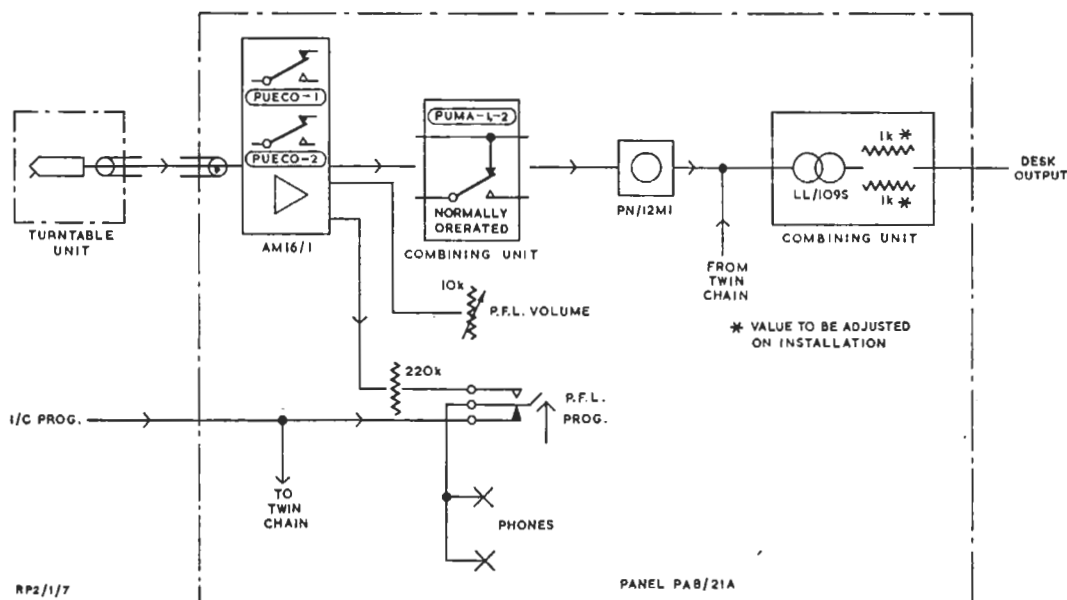 PUECO-1
PUECO-2
AM16/1
TURNTABLE
UNIT
PUMA-L-2
NORMALLY
ORERATED
COMBINING UNIT
PN/12M1
1k *
LL/109S
1k *
COMBINING UNIT
DESK
OUTPUT
FROM
TWIN
CHAIN
* VALUE TO BE ADJUSTED
ON INSTALLATION
10k
P.F.L. VOLUME
220k
P.F.L.
PROG.
I/C PROG.
TO
TWIN
CHAIN
PHONES
RP2/1/7
PANEL PA8/21A